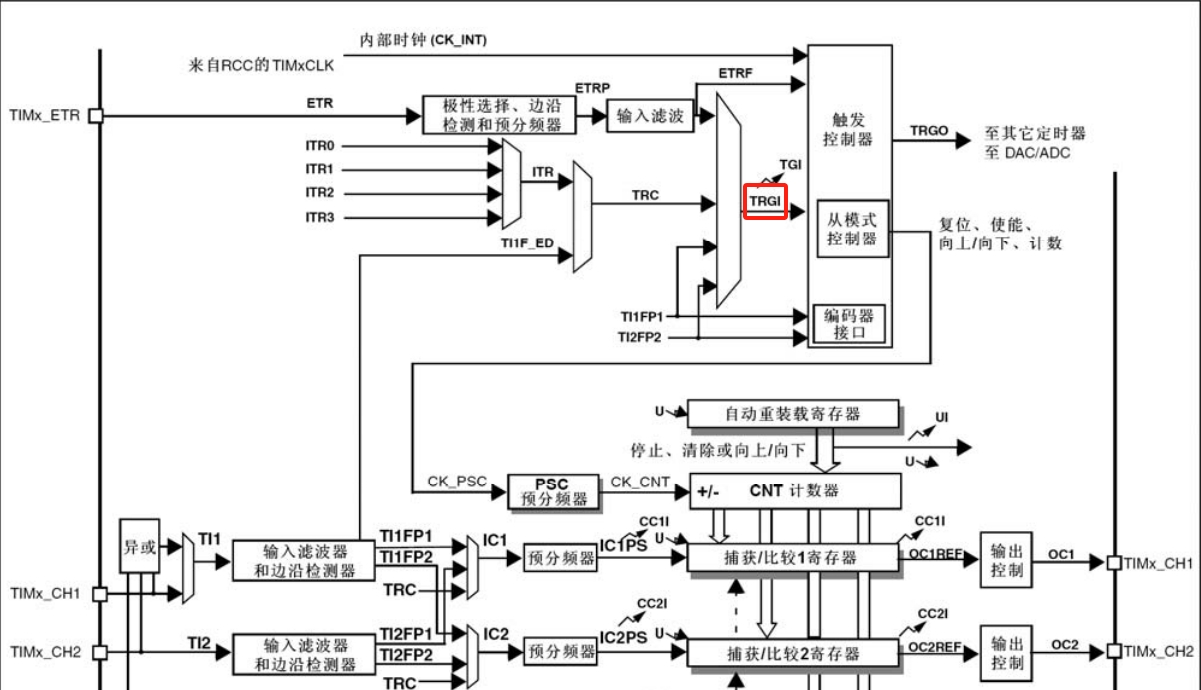 内部时钟 (CK_INT)
来自RCC的TIMxCLK
ETRF
ETRP
TIMx_ETR
ETR
极性选择、边沿
检测和预分频器
输入滤波
触发
控制器
TRGO
至其它定时器
至 DAC/ADC
ITR0
ITR1
ITR2
ITR3
ITR
TRC
TGI
TRGI
TI1F_ED
从模式
控制器
复位、使能、
向上/向下、计数
TI1FP1
TI2FP2
编码器
接口
U
自动重装载寄存器
UI
停止、清除或向上/向下
U
CK_PSC
PSC
预分频器
CK_CNT
+/-
CNT 计数器
异或
TI1
输入滤波器
和边沿检测器
TI1FP1
TI1FP2
TRC
IC1
预分频器
IC1PS
CC1I
U
捕获/比较1寄存器
CC1I
OC1REF
输出
控制
OC1
TIMx_CH1
TIMx_CH1
TIMx_CH2
TI2
输入滤波器
和边沿检测器
TI2FP1
TI2FP2
TRC
IC2
预分频器
IC2PS
CC2I
U
捕获/比较2寄存器
CC2I
OC2REF
输出
控制
OC2
TIMx_CH2